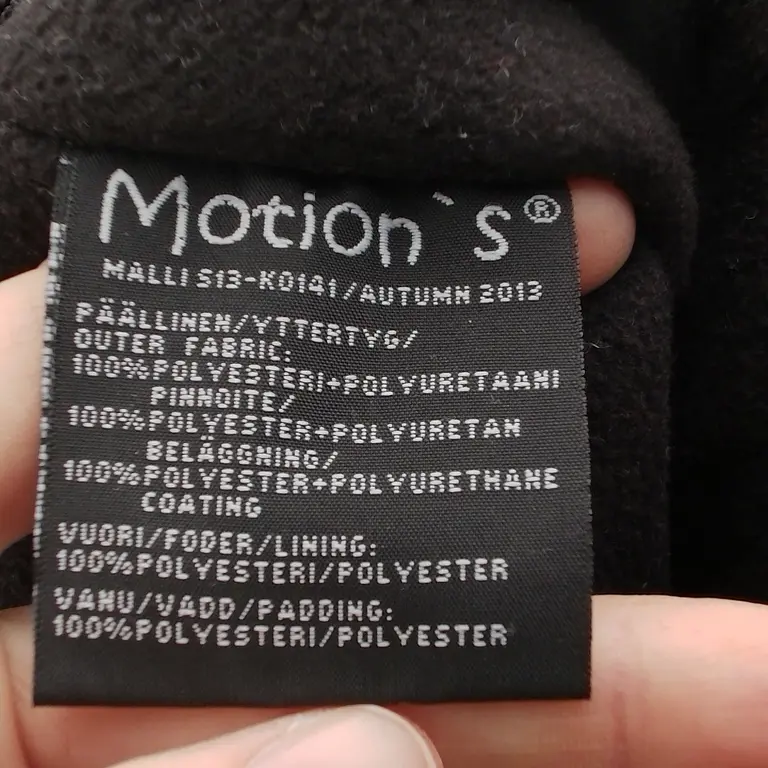 Motion`s®
MALLI S13-K0141/AUTUMN 2013
PÄÄLLINEN/YTTERTYG/
OUTER FABRIC:
100%POLYESTERI+POLYURETAANI
PINNOITE/
100%POLYESTER+POLYURETAN
BELÄGGNING/
100%POLYESTER+POLYURETHANE
COATING
VUORI/FODER/LINING:
100%POLYESTERI/POLYESTER
VANU/VADD/PADDING:
100%POLYESTERI/POLYESTER